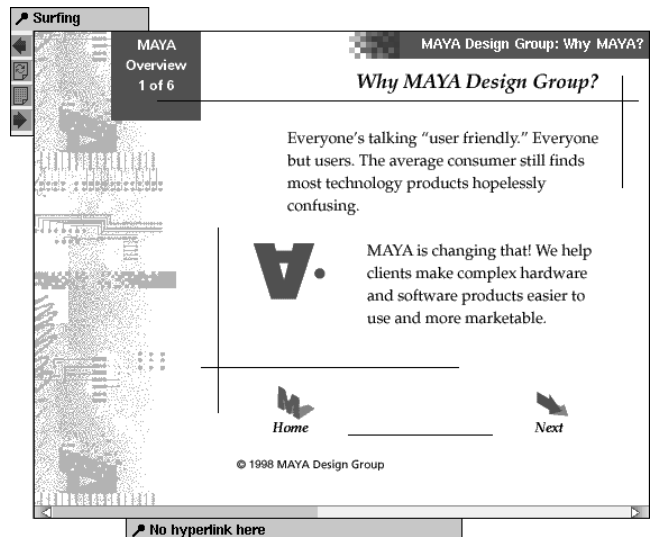 Surfing
MAYA Design Group: Why MAYA?
MAYA
Overview
1 of 6
Why MAYA Design Group?
Everyone’s talking “user friendly.” Everyone
but users. The average consumer still finds
most technology products hopelessly
confusing.
MAYA is changing that! We help
clients make complex hardware
and software products easier to
use and more marketable.
Home
Next
© 1998 MAYA Design Group
No hyperlink here